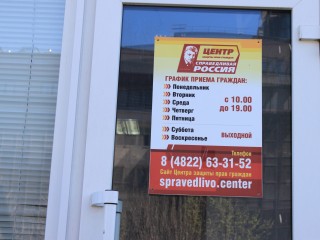 ЦЕНТР
СПРАВЕДЛИВАЯ
РОССИЯ
ГРАФИК ПРИЕМА ГРАЖДАН:
Понедельник
Вторник
Среда
Четверг
Пятница
с 10.00
до 19.00
Суббота
Воскресенье
ВЫХОДНОЙ
Телефон
8 (4822) 63-31-52
Сайт Центра защиты прав граждан
spravedlivo.center